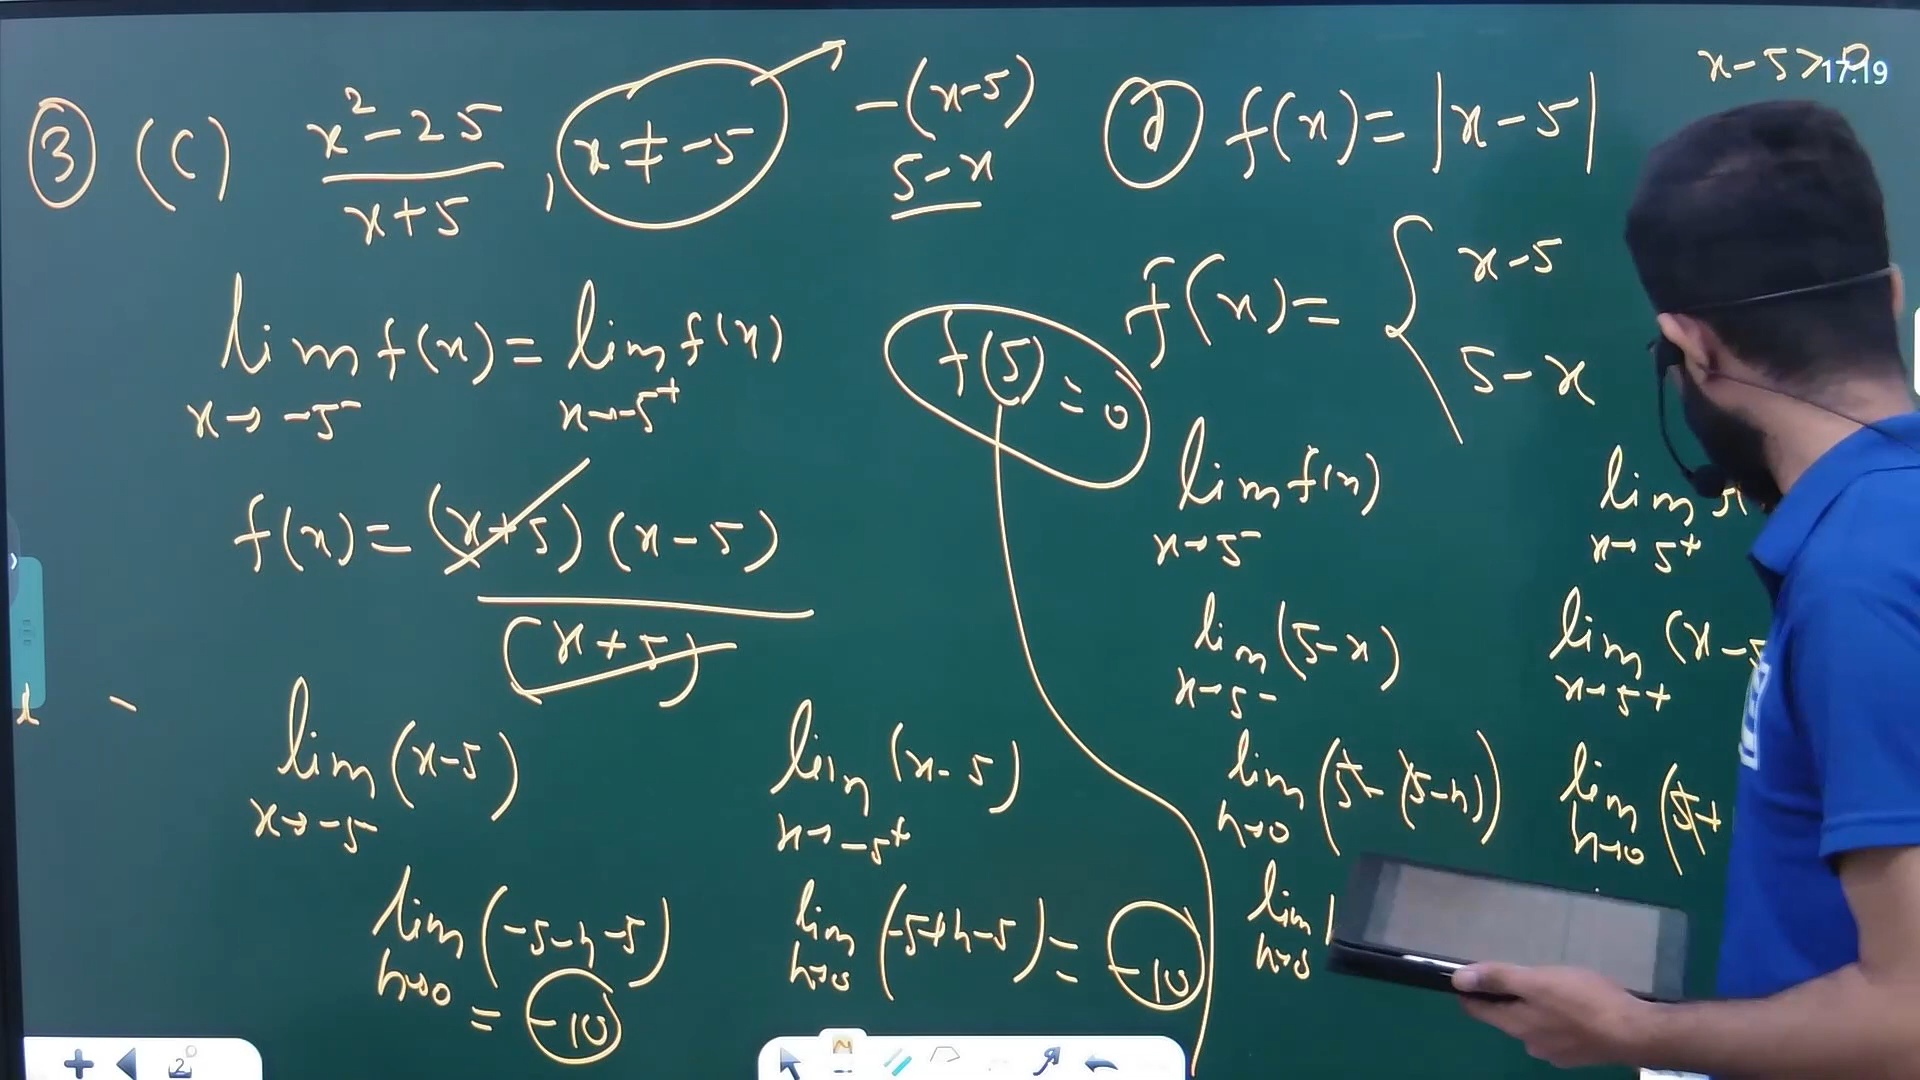 ③ (C) x² - 25 / x + 5 , x ≠ -5
lim f(x) = lim f(x)
x→ -5⁻ x→-5⁺
f(x) = (x+5) (x-5)
(x+5)
lim (x-5) lim (x-5)
x→-5⁻ x→-5⁺
lim (-5-h-5) lim (-5+h-5) = -10
h→0 h→0
= -10
-(x-5)
5-x
f(5) = 0
x-5>0
17:19
ⓓ f(x) = |x-5|
f(x) = { x-5
5-x
lim f(x) lim
x→5⁻ x→5⁺
lim (5-x) lim (x-5
x→5- x→5+
lim (5-(5-h)) lim (5+
h→0 h→0
lim h
h→0